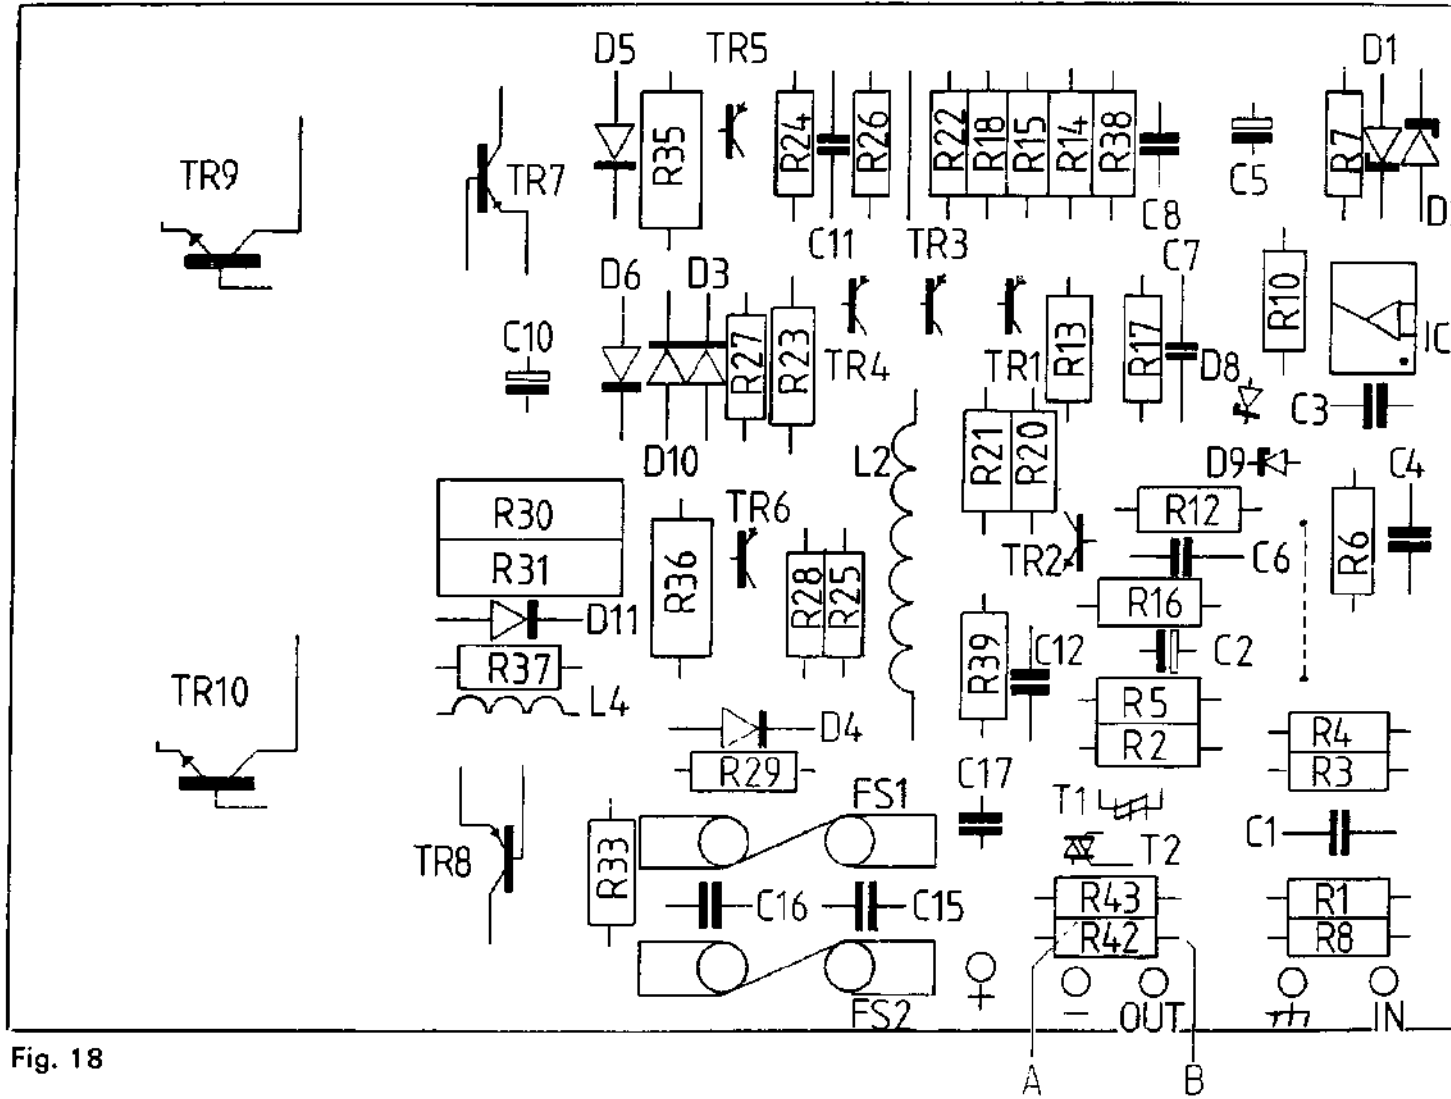 D5 TR5 D1
TR9 TR7 R35 R24 R26 R22 R18 R15 R14 R38 C5 R7
C11 TR3 C8 D
D6 D3 C7
C10 R27 R23 TR4 TR1 R13 R17 D8 R10 IC
C3
D10 L2 R21 R20 D9 C4
R30 TR6 R12
R31 R36 R28 R25 TR2 C6 R6
D11 R16
R37 R39 C12 C2
TR10 L4 D4 R5 R4
R29 R2 R3
FS1 C17 T1
TR8 R33 T2 C1
C16 C15 R43 R1
R42 R8
FS2 + − OUT IN
Fig. 18
A B